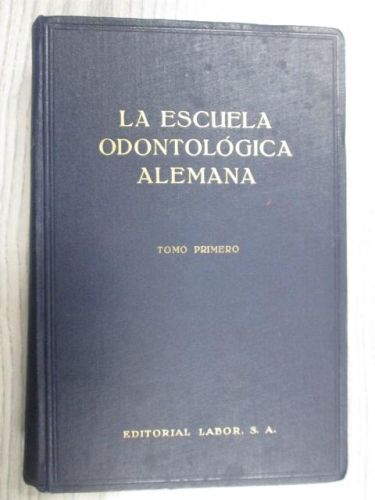 LA ESCUELA
ODONTOLÓGICA
ALEMANA
TOMO PRIMERO
EDITORIAL LABOR, S. A.